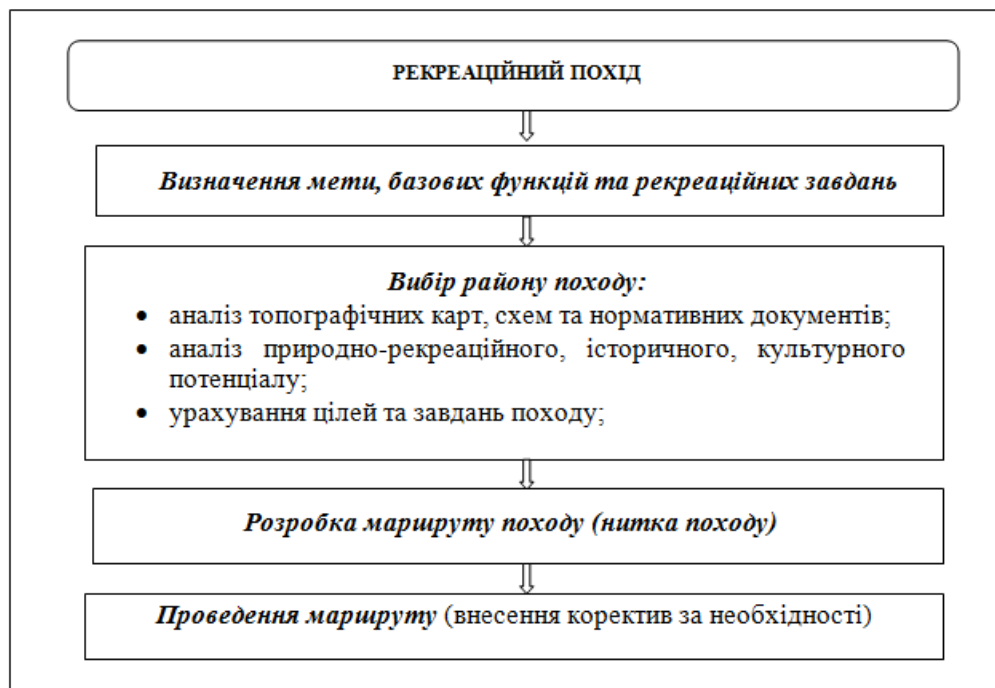 РЕКРЕАЦІЙНИЙ ПОХІД
Визначення мети, базових функцій та рекреаційних завдань
Вибір району походу:
• аналіз топографічних карт, схем та нормативних документів;
• аналіз природно-рекреаційного, історичного, культурного
потенціалу;
• урахування цілей та завдань походу;
Розробка маршруту походу (нитка походу)
Проведення маршруту (внесення коректив за необхідності)